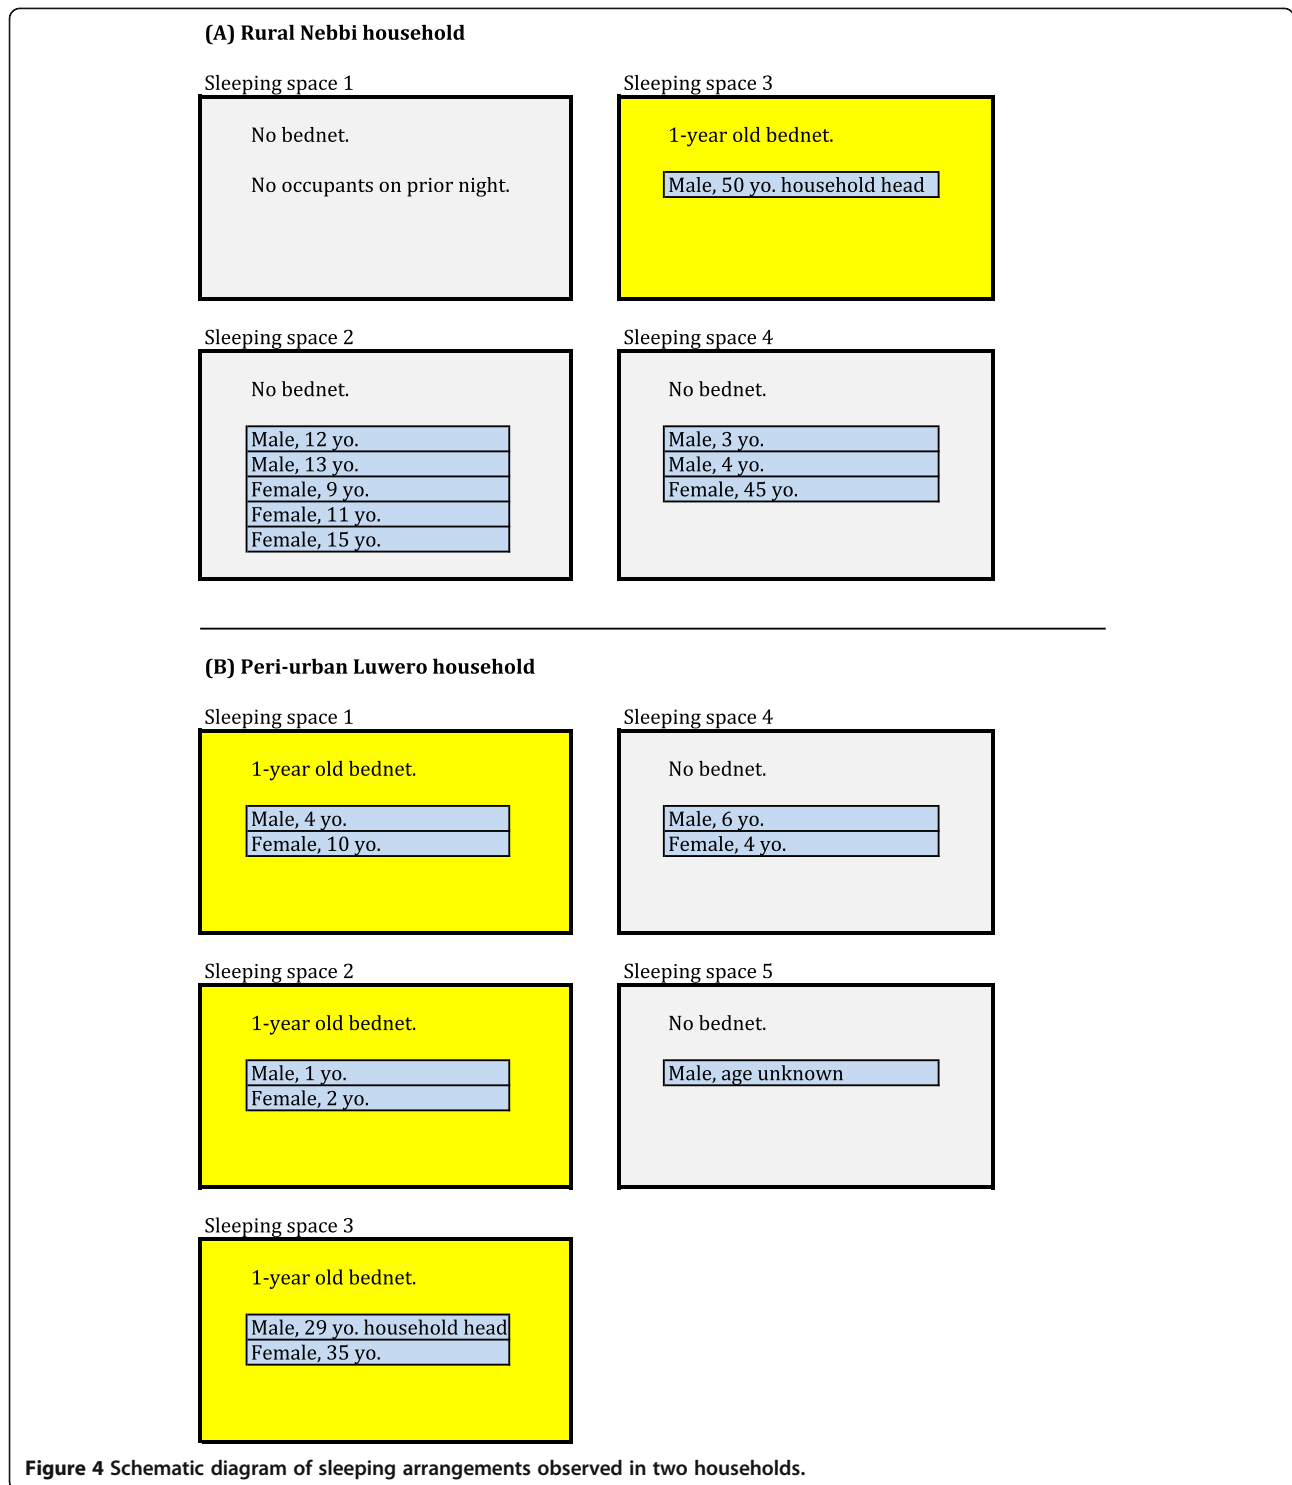 (A) Rural Nebbi household
Sleeping space 1
No bednet.
No occupants on prior night.
Sleeping space 3
1-year old bednet.
Male, 50 yo. household head
Sleeping space 2
No bednet.
Male, 12 yo.
Male, 13 yo.
Female, 9 yo.
Female, 11 yo.
Female, 15 yo.
Sleeping space 4
No bednet.
Male, 3 yo.
Male, 4 yo.
Female, 45 yo.
(B) Peri-urban Luwero household
Sleeping space 1
1-year old bednet.
Male, 4 yo.
Female, 10 yo.
Sleeping space 4
No bednet.
Male, 6 yo.
Female, 4 yo.
Sleeping space 2
1-year old bednet.
Male, 1 yo.
Female, 2 yo.
Sleeping space 5
No bednet.
Male, age unknown
Sleeping space 3
1-year old bednet.
Male, 29 yo. household head
Female, 35 yo.
Figure 4 Schematic diagram of sleeping arrangements observed in two households.